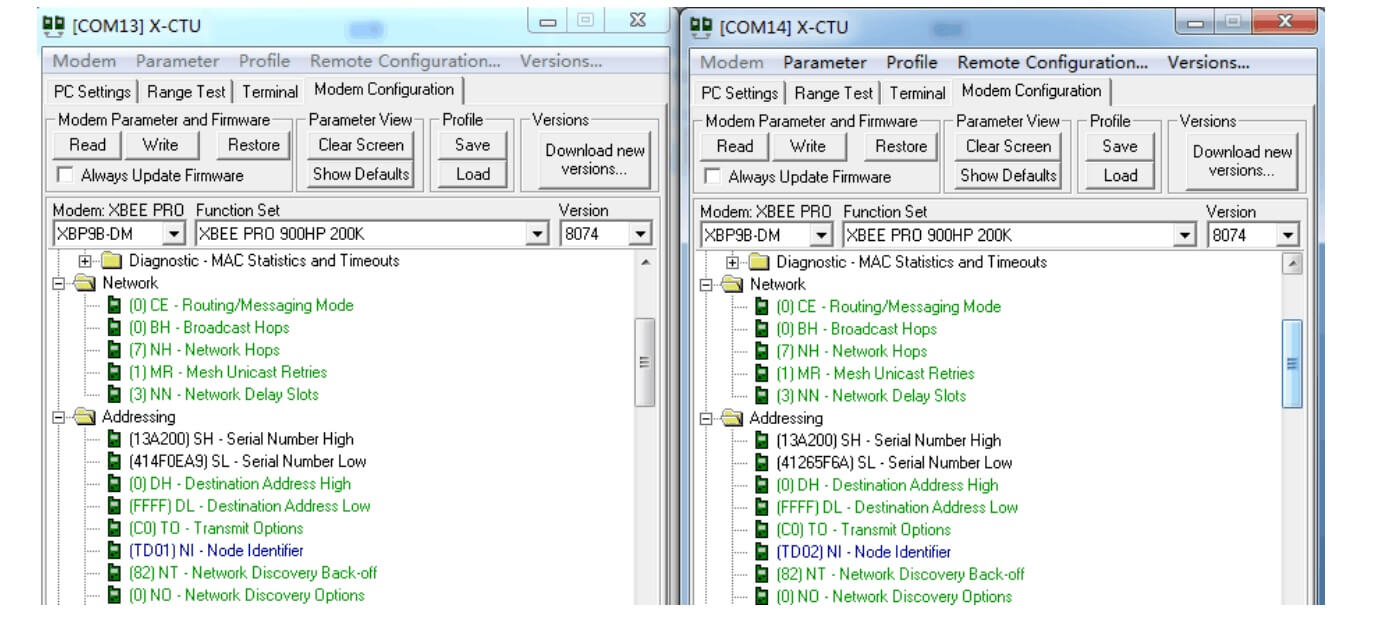 [COM13] X-CTU
Modem Parameter Profile Remote Configuration... Versions...
PC Settings Range Test Terminal Modem Configuration
Modem Parameter and Firmware Parameter View Profile Versions
Read Write Restore Clear Screen Save Download new
Always Update Firmware Show Defaults Load versions...
Modem: XBEE PRO Function Set Version
XBP9B-DM XBEE PRO 900HP 200K 8074
Diagnostic - MAC Statistics and Timeouts
Network
(0) CE - Routing/Messaging Mode
(0) BH - Broadcast Hops
(7) NH - Network Hops
(1) MR - Mesh Unicast Retries
(3) NN - Network Delay Slots
Addressing
(13A200) SH - Serial Number High
(414F0EA9) SL - Serial Number Low
(0) DH - Destination Address High
(FFFF) DL - Destination Address Low
(C0) TO - Transmit Options
(TD01) NI - Node Identifier
(82) NT - Network Discovery Back-off
(0) NO - Network Discovery Options
[COM14] X-CTU
Modem Parameter Profile Remote Configuration... Versions...
PC Settings Range Test Terminal Modem Configuration
Modem Parameter and Firmware Parameter View Profile Versions
Read Write Restore Clear Screen Save Download new
Always Update Firmware Show Defaults Load versions...
Modem: XBEE PRO Function Set Version
XBP9B-DM XBEE PRO 900HP 200K 8074
Diagnostic - MAC Statistics and Timeouts
Network
(0) CE - Routing/Messaging Mode
(0) BH - Broadcast Hops
(7) NH - Network Hops
(1) MR - Mesh Unicast Retries
(3) NN - Network Delay Slots
Addressing
(13A200) SH - Serial Number High
(41265F6A) SL - Serial Number Low
(0) DH - Destination Address High
(FFFF) DL - Destination Address Low
(C0) TO - Transmit Options
(TD02) NI - Node Identifier
(82) NT - Network Discovery Back-off
(0) NO - Network Discovery Options